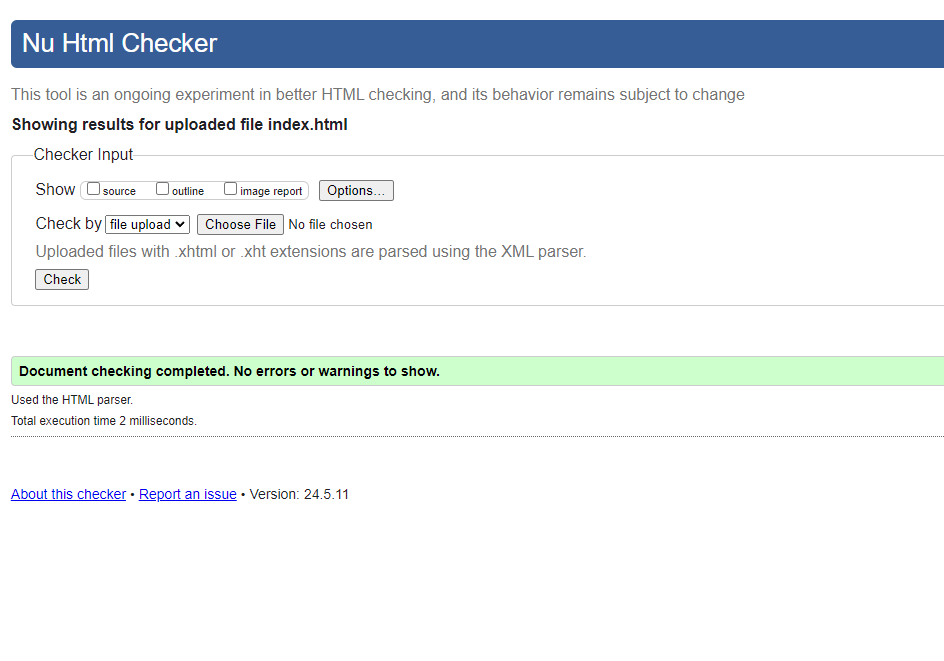 Nu Html Checker
This tool is an ongoing experiment in better HTML checking, and its behavior remains subject to change
Showing results for uploaded file index.html
Checker Input
Show source outline image report Options...
Check by file upload Choose File No file chosen
Uploaded files with .xhtml or .xht extensions are parsed using the XML parser.
Check
Document checking completed. No errors or warnings to show.
Used the HTML parser.
Total execution time 2 milliseconds.
About this checker • Report an issue • Version: 24.5.11